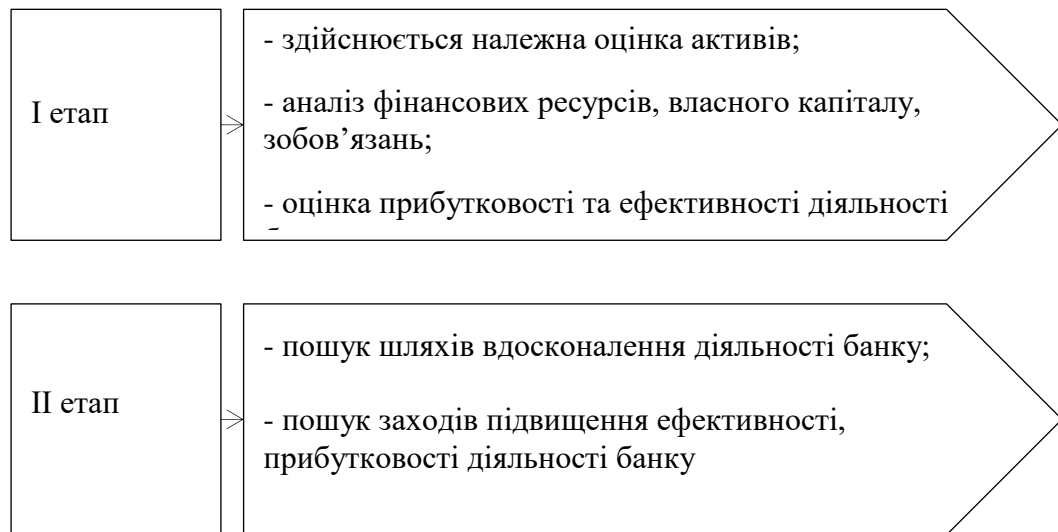 І етап
- здійснюється належна оцінка активів;
- аналіз фінансових ресурсів, власного капіталу,
зобов’язань;
- оцінка прибутковості та ефективності діяльності
ІІ етап
- пошук шляхів вдосконалення діяльності банку;
- пошук заходів підвищення ефективності,
прибутковості діяльності банку